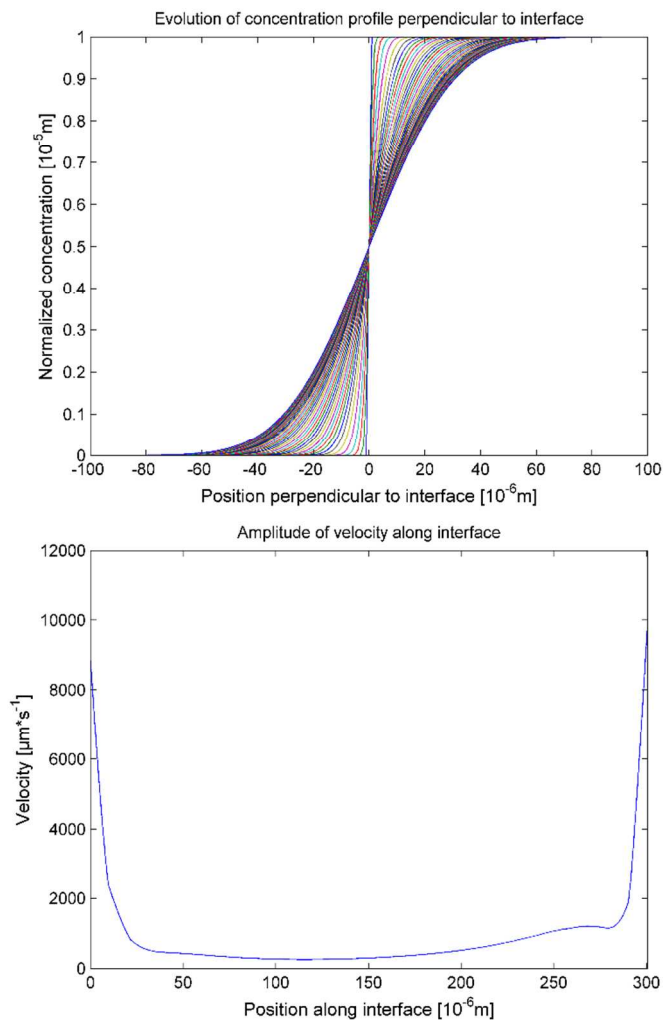 Evolution of concentration profile perpendicular to interface
Normalized concentration [10⁻⁵m]
1
0.9
0.8
0.7
0.6
0.5
0.4
0.3
0.2
0.1
0
-100 -80 -60 -40 -20 0 20 40 60 80 100
Position perpendicular to interface [10⁻⁶m]
Amplitude of velocity along interface
Velocity [µm*s⁻¹]
12000
10000
8000
6000
4000
2000
0
0 50 100 150 200 250 300
Position along interface [10⁻⁶m]